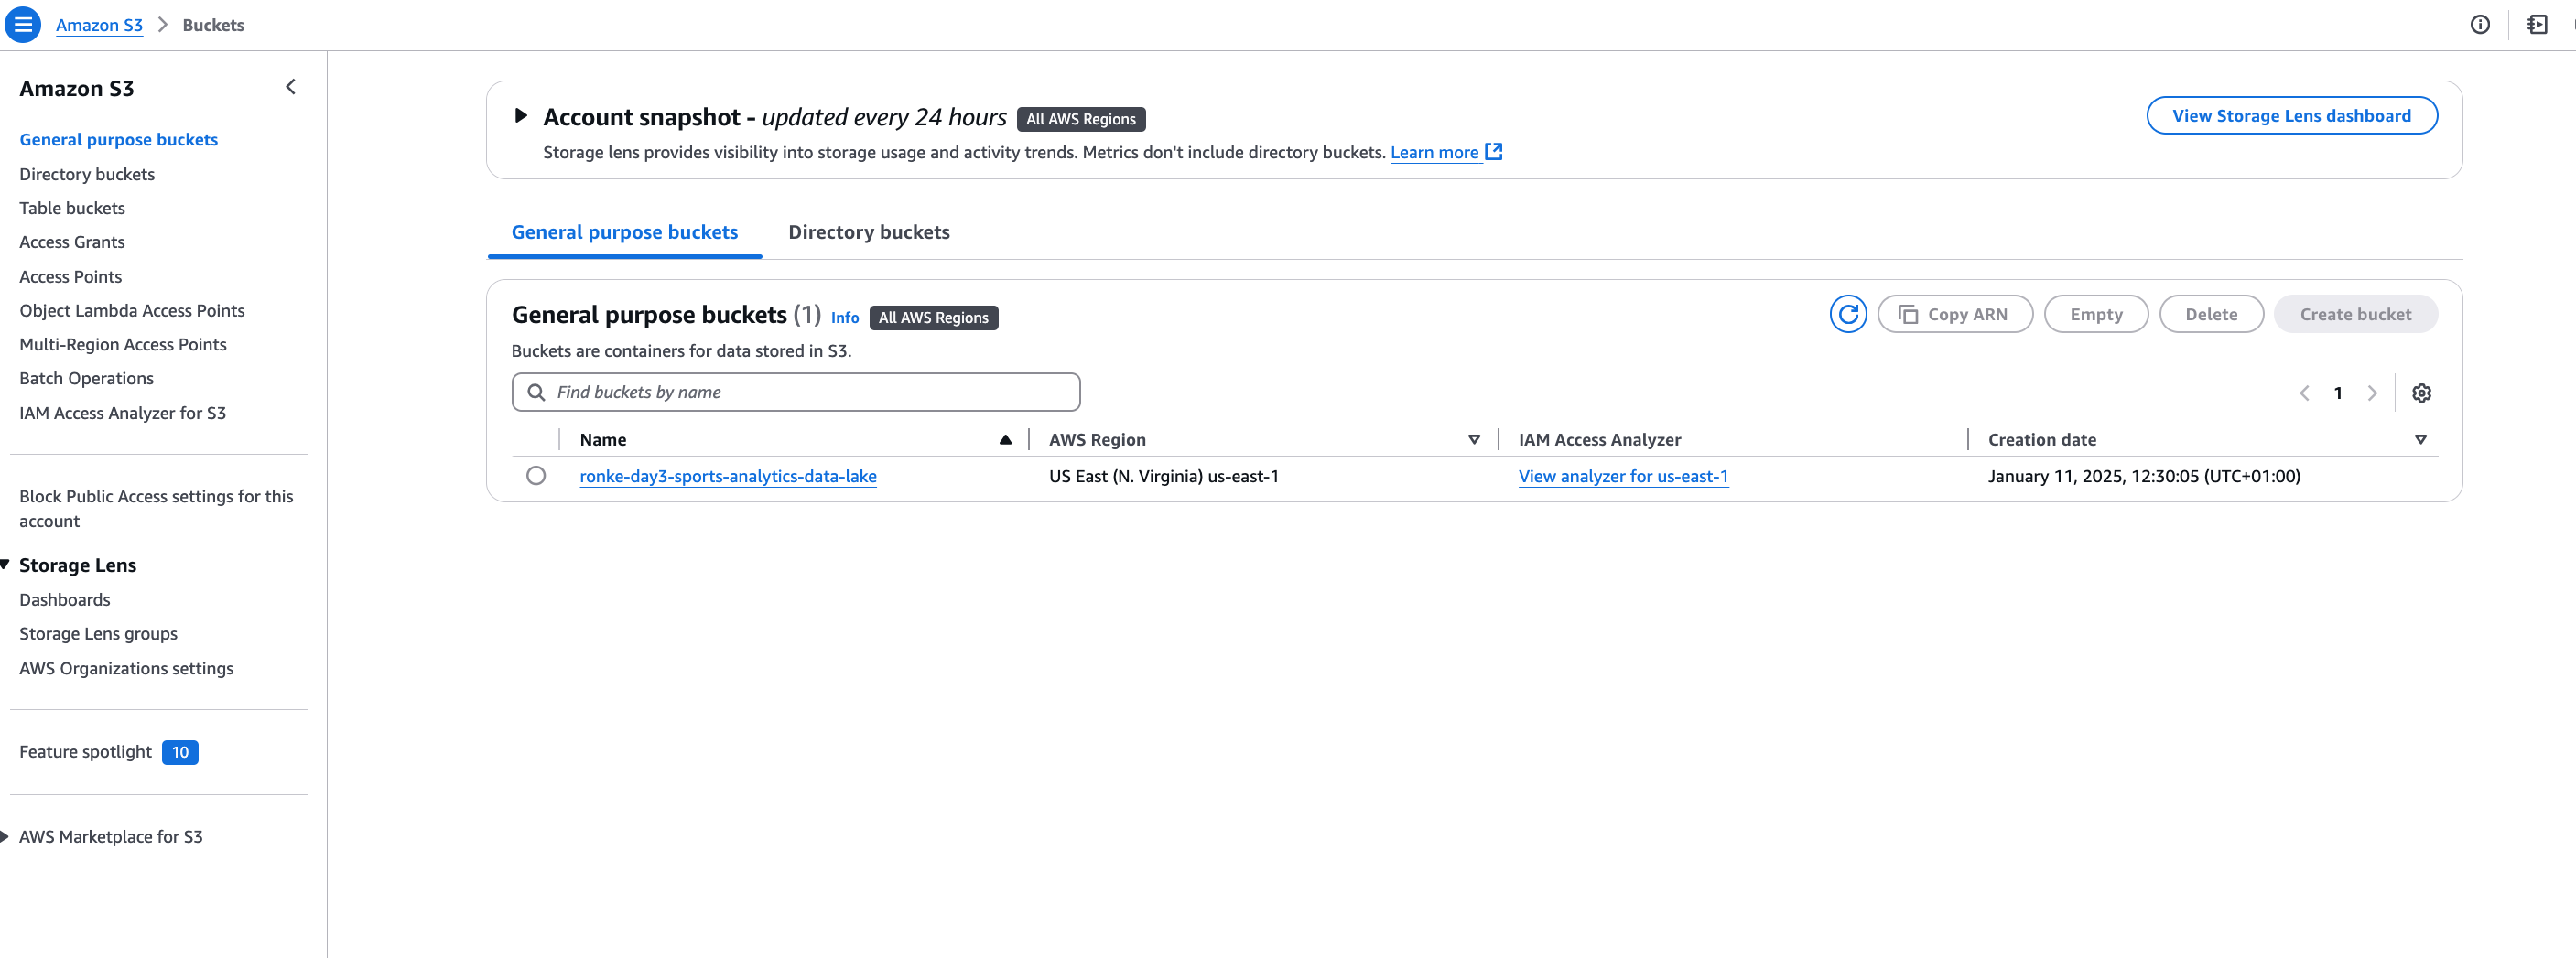 Amazon S3 > Buckets
Amazon S3
General purpose buckets
Directory buckets
Table buckets
Access Grants
Access Points
Object Lambda Access Points
Multi-Region Access Points
Batch Operations
IAM Access Analyzer for S3
Block Public Access settings for this
account
Storage Lens
Dashboards
Storage Lens groups
AWS Organizations settings
Feature spotlight 10
AWS Marketplace for S3
Account snapshot - updated every 24 hours All AWS Regions
View Storage Lens dashboard
Storage lens provides visibility into storage usage and activity trends. Metrics don't include directory buckets. Learn more
General purpose buckets Directory buckets
General purpose buckets (1) Info All AWS Regions
Copy ARN Empty Delete Create bucket
Buckets are containers for data stored in S3.
Find buckets by name
1
Name AWS Region IAM Access Analyzer Creation date
ronke-day3-sports-analytics-data-lake US East (N. Virginia) us-east-1 View analyzer for us-east-1 January 11, 2025, 12:30:05 (UTC+01:00)